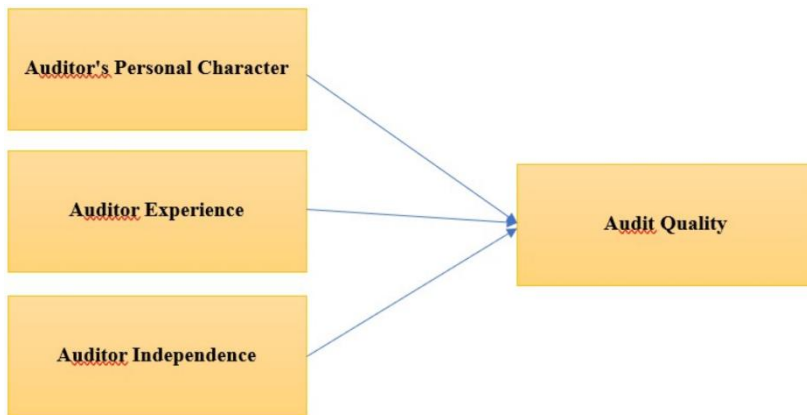 Auditor's Personal Character
Auditor Experience
Audit Quality
Auditor Independence